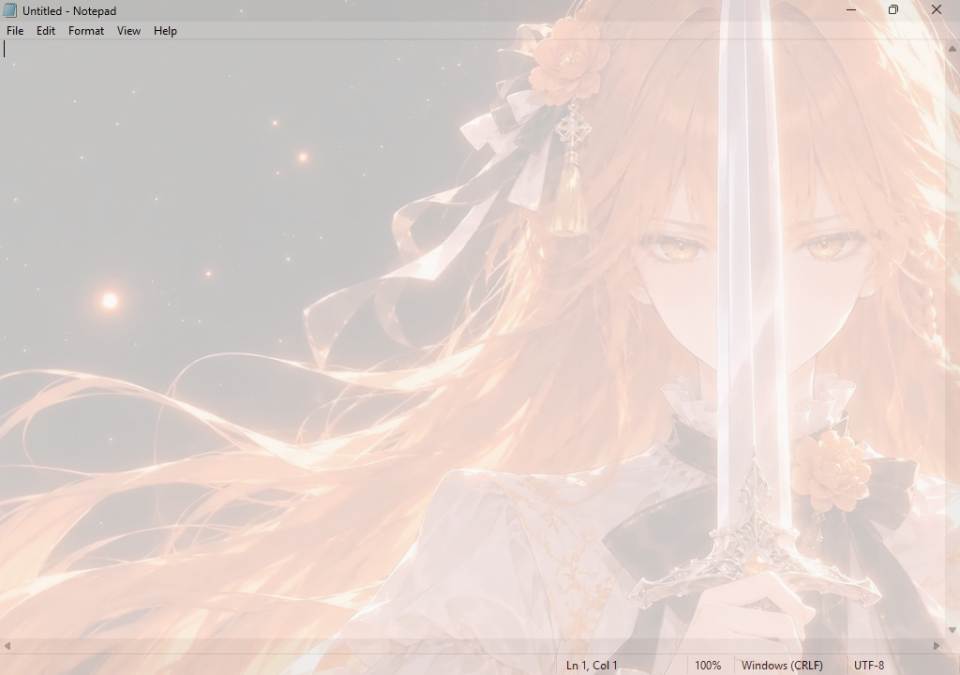 Untitled - Notepad
File Edit Format View Help
Ln 1, Col 1 100% Windows (CRLF) UTF-8